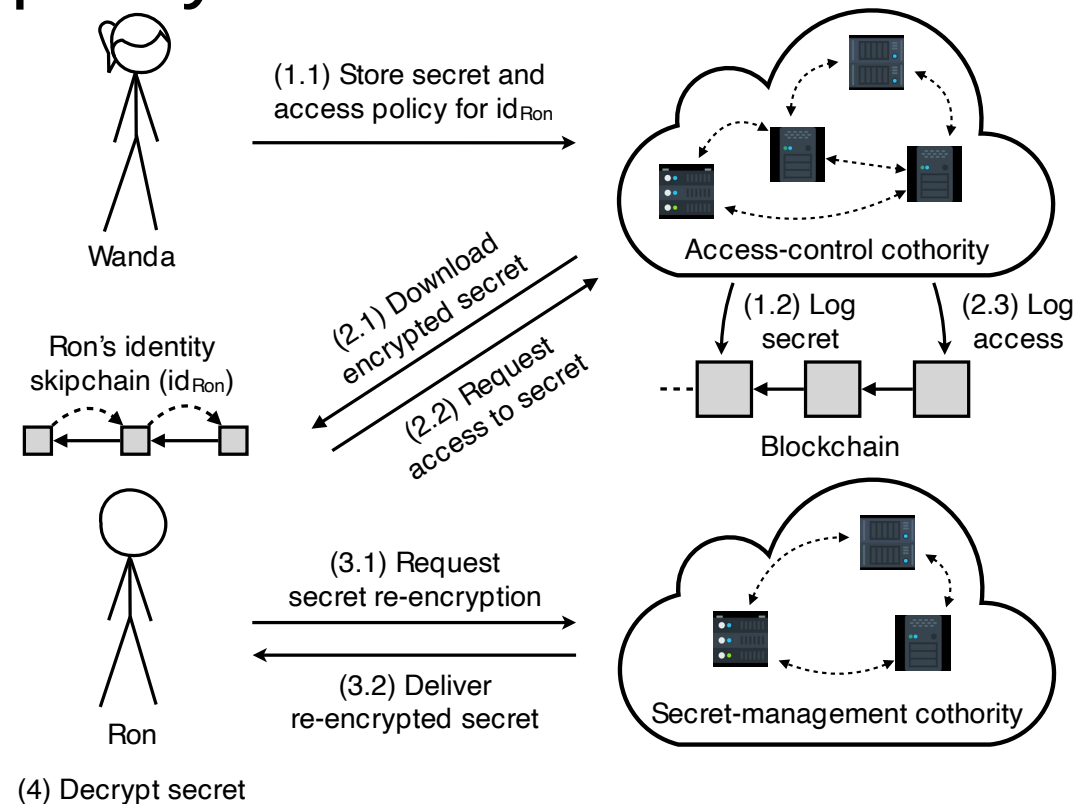 (1.1) Store secret and
access policy for idRon
Wanda
Access-control cothority
(2.1) Download
encrypted secret
(2.2) Request
access to secret
(1.2) Log
secret
(2.3) Log
access
Ron's identity
skipchain (idRon)
Blockchain
(3.1) Request
secret re-encryption
(3.2) Deliver
re-encrypted secret
Secret-management cothority
Ron
(4) Decrypt secret